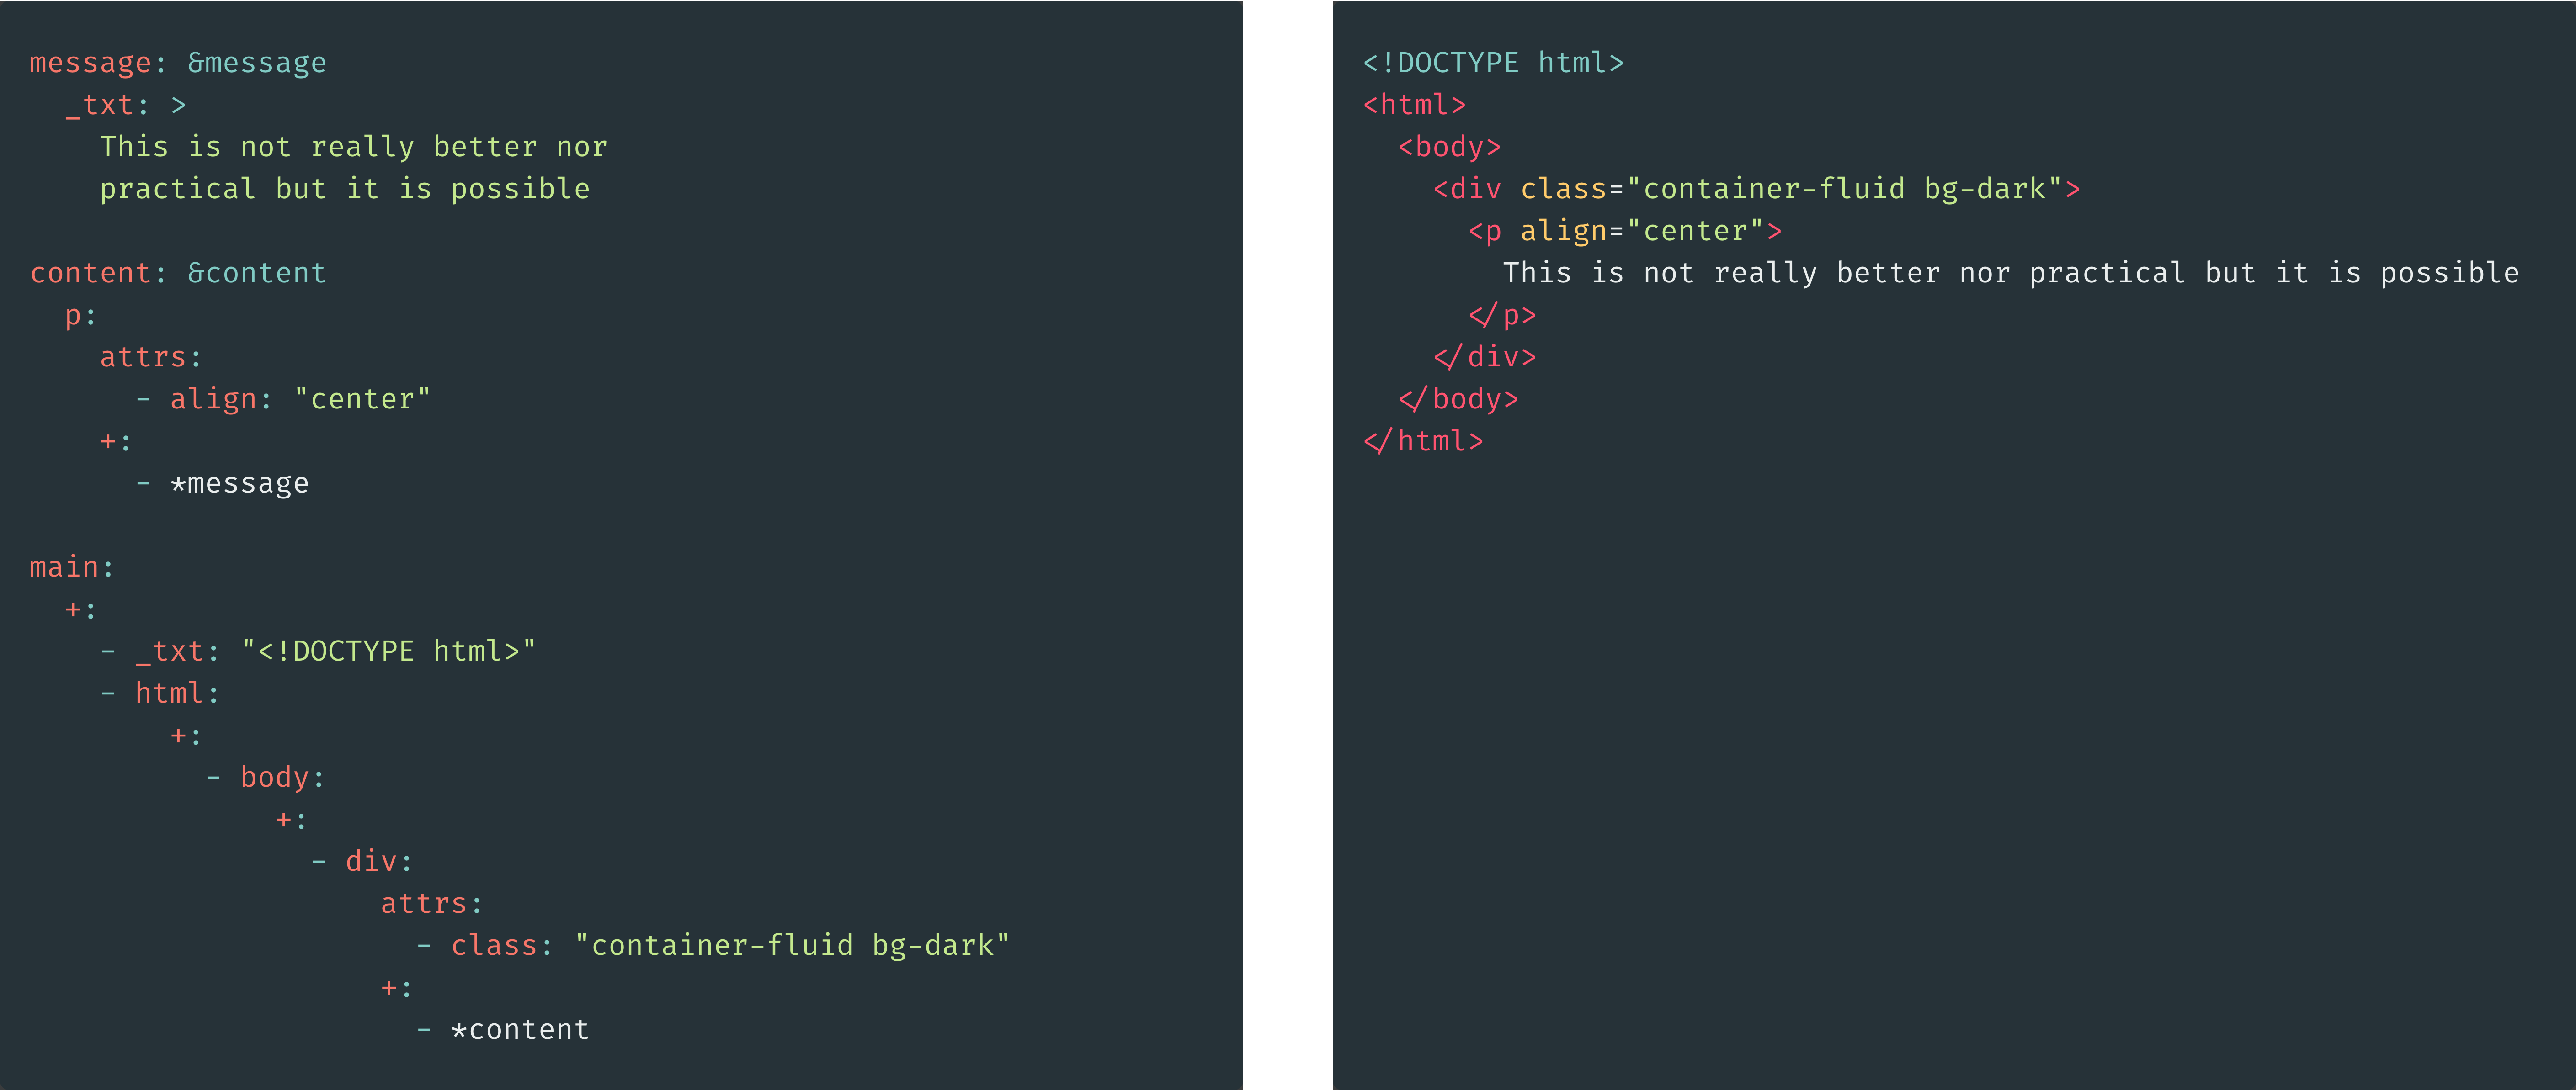 message: &message
  _txt: >
    This is not really better nor
    practical but it is possible

content: &content
  p:
    attrs:
      - align: "center"
    +:
      - *message

main:
  +:
    - _txt: "<!DOCTYPE html>"
    - html:
        +:
          - body:
              +:
                - div:
                    attrs:
                      - class: "container-fluid bg-dark"
                    +:
                      - *content

<!DOCTYPE html>
<html>
  <body>
    <div class="container-fluid bg-dark">
      <p align="center">
        This is not really better nor practical but it is possible
      </p>
    </div>
  </body>
</html>